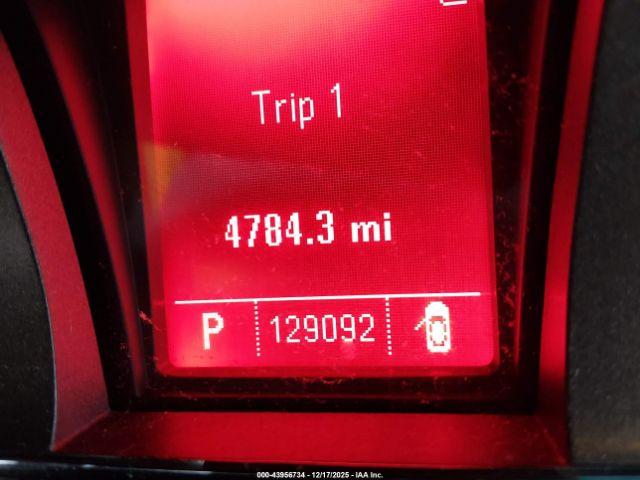 Trip 1
4784.3 mi
P 129092
000-43956734 - 12/17/2025 - IAA Inc.